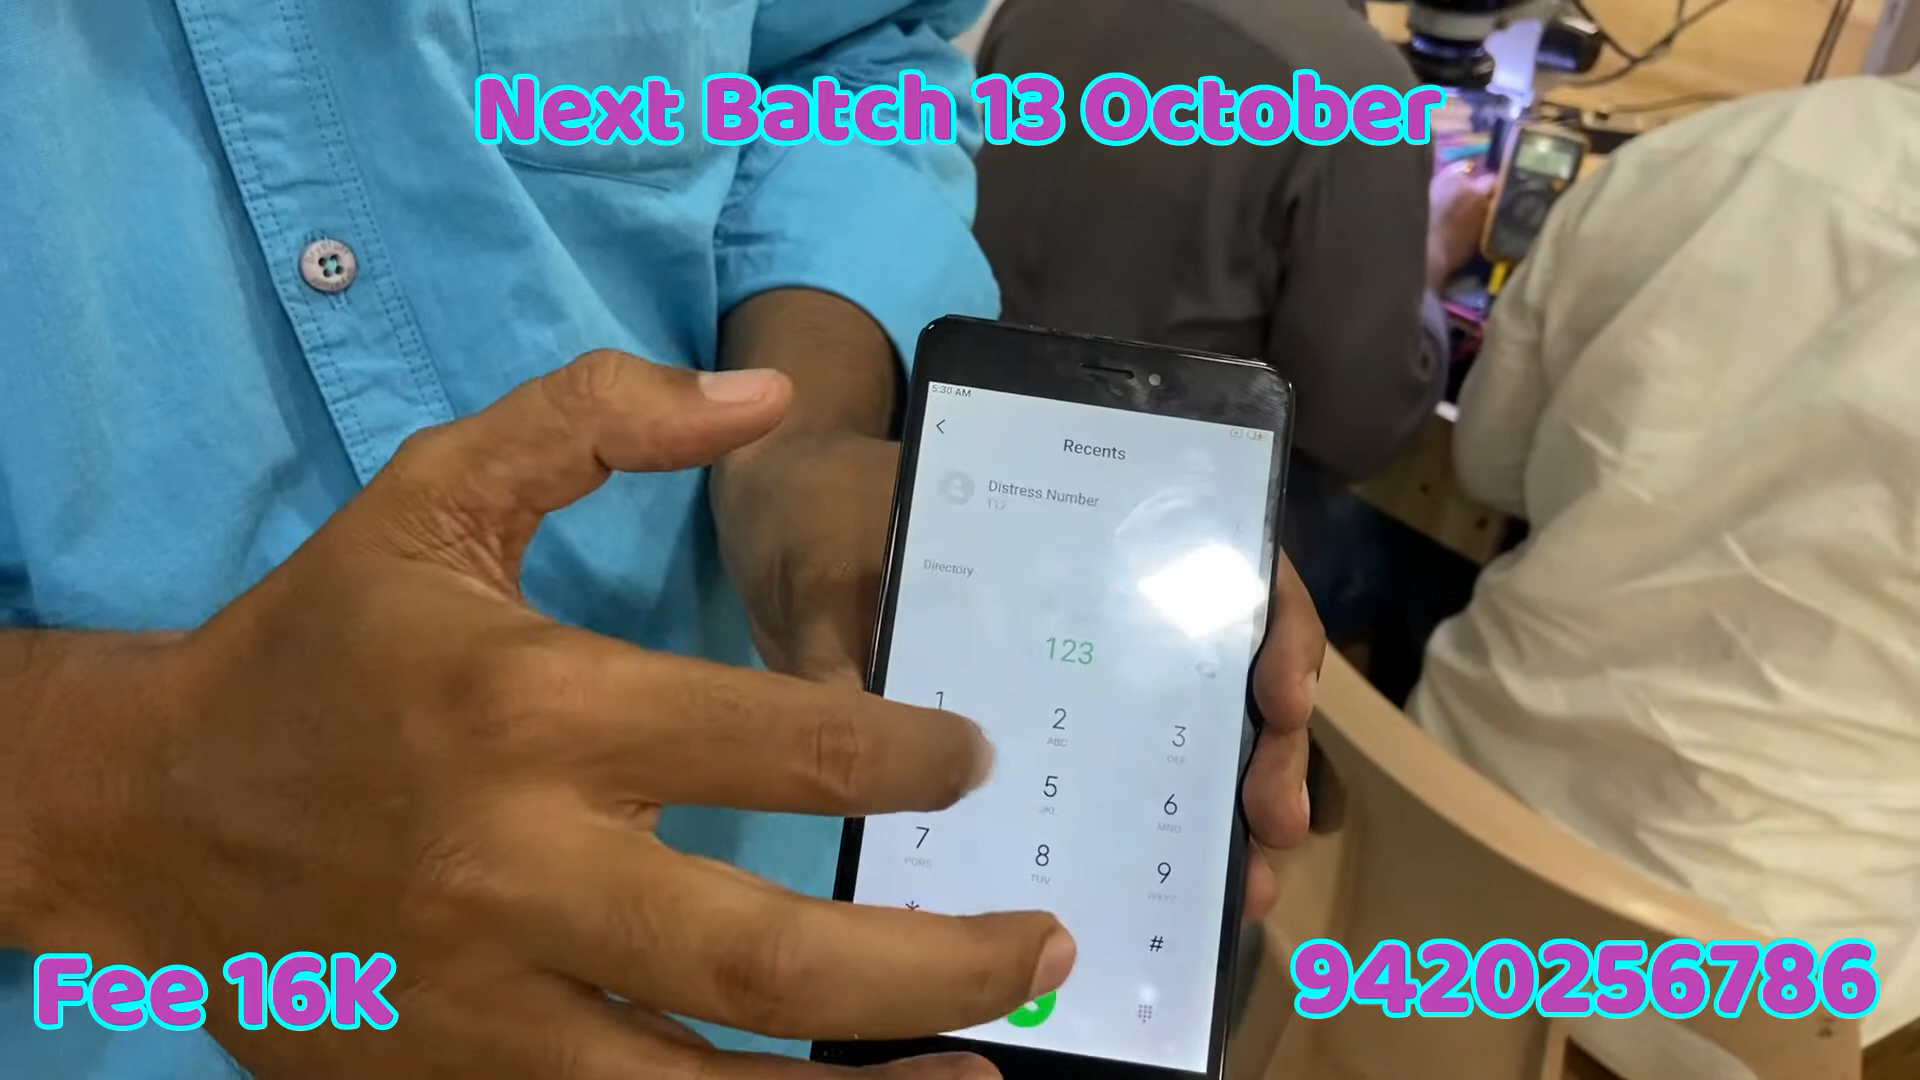 Next Batch 13 October
5:30 AM
Recents
Distress Number
112
Directory
123
1
2
ABC
3
DEF
5
JKL
6
MNO
7
PQRS
8
TUV
9
WXYZ
*
#
Fee 16K
9420256786